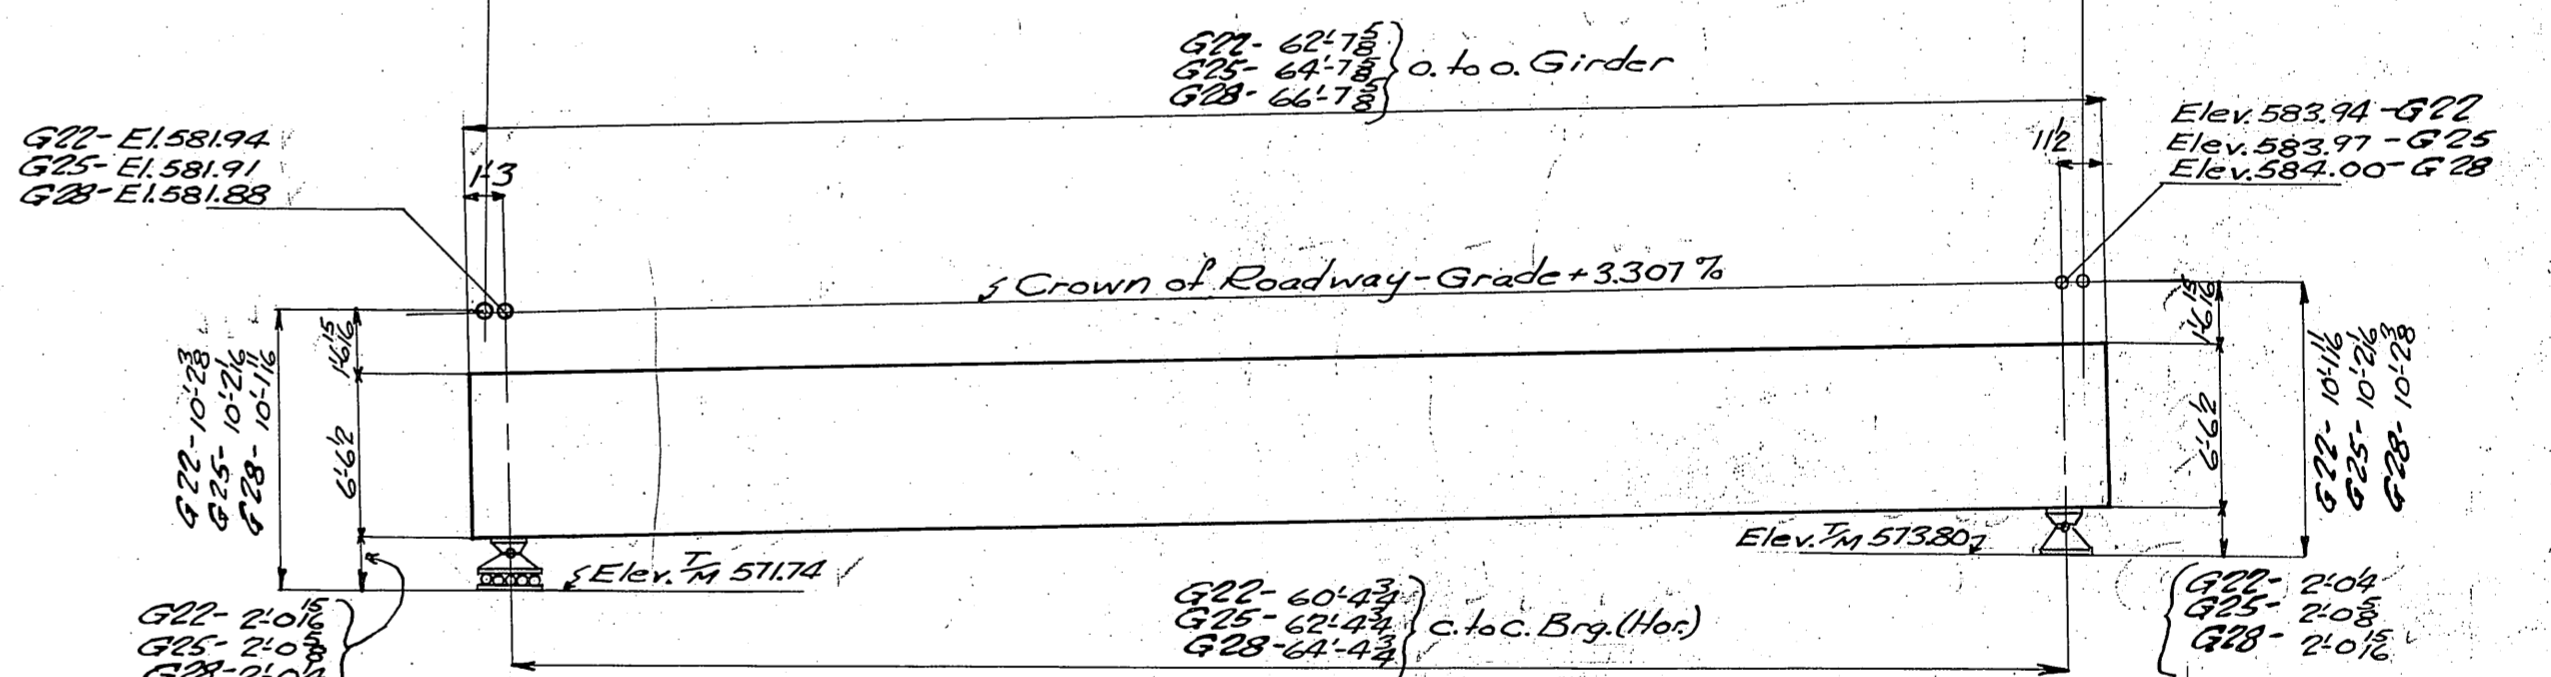 G22- 62'-7 5/8
G25- 64'-7 5/8
G28- 66'-7 5/8
o. to o. Girder
G22- El. 581.94
G25- El. 581.91
G28- El. 581.88
1'-3
11 1/2
Elev. 583.94 - G22
Elev. 583.97 - G25
Elev. 584.00 - G28
Crown of Roadway - Grade + 3.307 %
G22- 10'-2 3/8
G25- 10'-2 1/16
G28- 10'-1 11/16
1'-6 15/16
6'-6 1/2
1'-6 15/16
6'-6 1/2
G22- 10'-1 11/16
G25- 10'-2 1/16
G28- 10'-2 3/8
Elev. T/M 571.74
Elev. T/M 573.80
G22- 2'-0 15/16
G25- 2'-0 5/8
G28- 2'-0 1/4
G22- 60'-4 3/4
G25- 62'-4 3/4
G28- 64'-4 3/4
c. to c. Brg. (Hor.)
G22- 2'-0 1/4
G25- 2'-0 5/8
G28- 2'-0 15/16